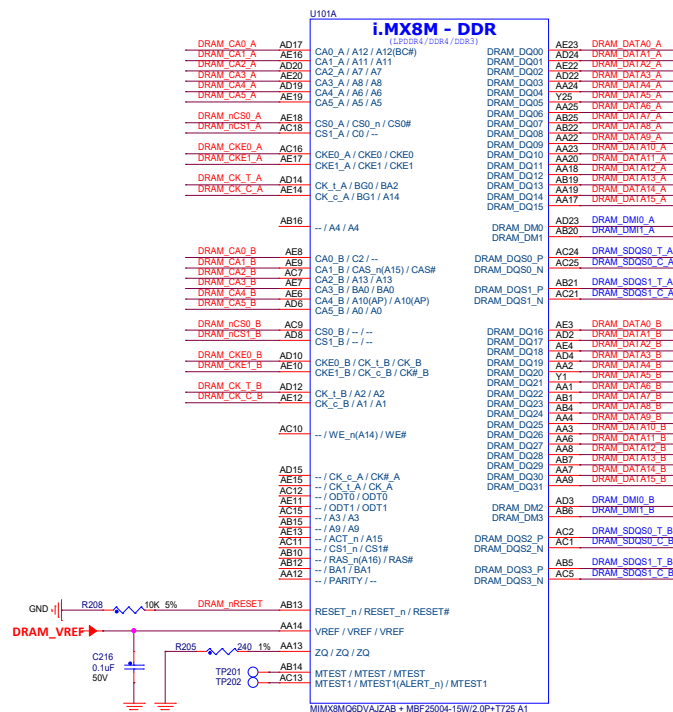 U101A
i.MX8M - DDR
(LPDDR4/DDR4/DDR3)
DRAM_CA0_A AD17 CA0_A / A12 / A12(BC#)
DRAM_CA1_A AE16 CA1_A / A11 / A11
DRAM_CA2_A AD20 CA2_A / A7 / A7
DRAM_CA3_A AE20 CA3_A / A8 / A8
DRAM_CA4_A AD19 CA4_A / A6 / A6
DRAM_CA5_A AE19 CA5_A / A5 / A5
DRAM_nCS0_A AE18 CS0_A / CS0_n / CS0#
DRAM_nCS1_A AC18 CS1_A / C0 / --
DRAM_CKE0_A AC16 CKE0_A / CKE0 / CKE0
DRAM_CKE1_A AE17 CKE1_A / CKE1 / CKE1
DRAM_CK_T_A AD14 CK_t_A / BG0 / BA2
DRAM_CK_C_A AE14 CK_c_A / BG1 / A14
AB16 -- / A4 / A4
DRAM_CA0_B AE8 CA0_B / C2 / --
DRAM_CA1_B AE9 CA1_B / CAS_n(A15) / CAS#
DRAM_CA2_B AC7 CA2_B / A13 / A13
DRAM_CA3_B AE7 CA3_B / BA0 / BA0
DRAM_CA4_B AE6 CA4_B / A10(AP) / A10(AP)
DRAM_CA5_B AD6 CA5_B / A0 / A0
DRAM_nCS0_B AC9 CS0_B / -- / --
DRAM_nCS1_B AD8 CS1_B / -- / --
DRAM_CKE0_B AD10 CKE0_B / CK_t_B / CK_B
DRAM_CKE1_B AE10 CKE1_B / CK_c_B / CK#_B
DRAM_CK_T_B AD12 CK_t_B / A2 / A2
DRAM_CK_C_B AE12 CK_c_B / A1 / A1
AC10 -- / WE_n(A14) / WE#
AD15 -- / CK_c_A / CK#_A
AE15 -- / CK_t_A / CK_A
AC12 -- / ODT0 / ODT0
AE11 -- / ODT1 / ODT1
AC15 -- / A3 / A3
AB15 -- / A9 / A9
AE13 -- / ACT_n / A15
AC11 -- / CS1_n / CS1#
AB10 -- / RAS_n(A16) / RAS#
AB12 -- / BA1 / BA1
AA12 -- / PARITY / --
GND R208 10K 5% DRAM_nRESET AB13 RESET_n / RESET_n / RESET#
DRAM_VREF AA14 VREF / VREF / VREF
R205 240 1% AA13 ZQ / ZQ / ZQ
C216
0.1uF
50V
TP201 AB14 MTEST / MTEST / MTEST
TP202 AC13 MTEST1 / MTEST1(ALERT_n) / MTEST1
DRAM_DQ00 AE23 DRAM_DATA0_A
DRAM_DQ01 AD24 DRAM_DATA1_A
DRAM_DQ02 AE22 DRAM_DATA2_A
DRAM_DQ03 AD22 DRAM_DATA3_A
DRAM_DQ04 AA24 DRAM_DATA4_A
DRAM_DQ05 Y25 DRAM_DATA5_A
DRAM_DQ06 AA25 DRAM_DATA6_A
DRAM_DQ07 AB25 DRAM_DATA7_A
DRAM_DQ08 AB22 DRAM_DATA8_A
DRAM_DQ09 AA22 DRAM_DATA9_A
DRAM_DQ10 AA23 DRAM_DATA10_A
DRAM_DQ11 AA20 DRAM_DATA11_A
DRAM_DQ12 AA18 DRAM_DATA12_A
DRAM_DQ13 AB19 DRAM_DATA13_A
DRAM_DQ14 AA19 DRAM_DATA14_A
DRAM_DQ15 AA17 DRAM_DATA15_A
DRAM_DM0 AD23 DRAM_DMI0_A
DRAM_DM1 AB20 DRAM_DMI1_A
DRAM_DQS0_P AC24 DRAM_SDQS0_T_A
DRAM_DQS0_N AC25 DRAM_SDQS0_C_A
DRAM_DQS1_P AB21 DRAM_SDQS1_T_A
DRAM_DQS1_N AC21 DRAM_SDQS1_C_A
DRAM_DQ16 AE3 DRAM_DATA0_B
DRAM_DQ17 AD2 DRAM_DATA1_B
DRAM_DQ18 AE4 DRAM_DATA2_B
DRAM_DQ19 AD4 DRAM_DATA3_B
DRAM_DQ20 AA2 DRAM_DATA4_B
DRAM_DQ21 Y1 DRAM_DATA5_B
DRAM_DQ22 AA1 DRAM_DATA6_B
DRAM_DQ23 AB1 DRAM_DATA7_B
DRAM_DQ24 AB4 DRAM_DATA8_B
DRAM_DQ25 AA4 DRAM_DATA9_B
DRAM_DQ26 AA3 DRAM_DATA10_B
DRAM_DQ27 AA6 DRAM_DATA11_B
DRAM_DQ28 AA8 DRAM_DATA12_B
DRAM_DQ29 AB7 DRAM_DATA13_B
DRAM_DQ30 AA7 DRAM_DATA14_B
DRAM_DQ31 AA9 DRAM_DATA15_B
DRAM_DM2 AD3 DRAM_DMI0_B
DRAM_DM3 AB6 DRAM_DMI1_B
DRAM_DQS2_P AC2 DRAM_SDQS0_T_B
DRAM_DQS2_N AC1 DRAM_SDQS0_C_B
DRAM_DQS3_P AB5 DRAM_SDQS1_T_B
DRAM_DQS3_N AC5 DRAM_SDQS1_C_B
MIMX8MQ6DVAJZAB + MBF25004-15W/2.0P+T725 A1